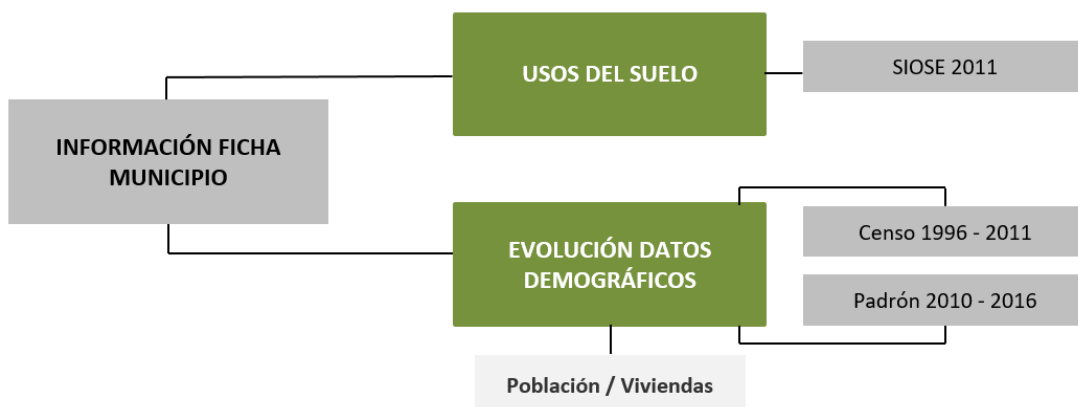 USOS DEL SUELO
SIOSE 2011
INFORMACIÓN FICHA
MUNICIPIO
EVOLUCIÓN DATOS
DEMOGRÁFICOS
Censo 1996 - 2011
Padrón 2010 - 2016
Población / Viviendas